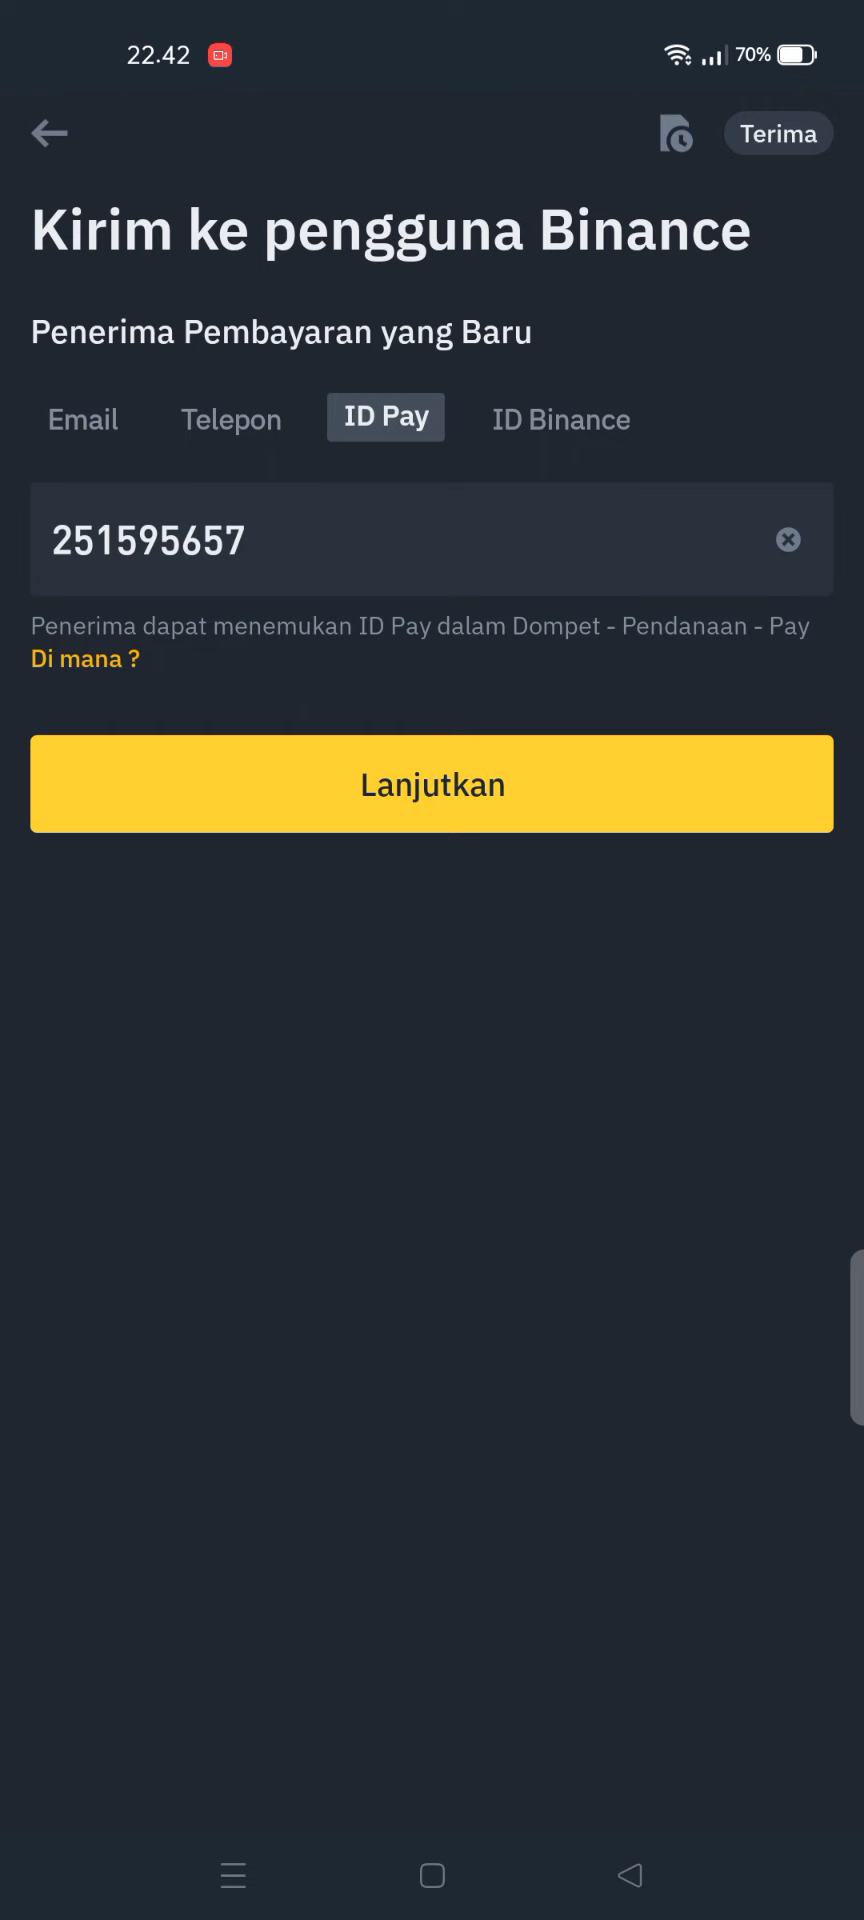 22.42
70%
Terima
Kirim ke pengguna Binance
Penerima Pembayaran yang Baru
Email Telepon ID Pay ID Binance
251595657
Penerima dapat menemukan ID Pay dalam Dompet - Pendanaan - Pay
Di mana ?
Lanjutkan